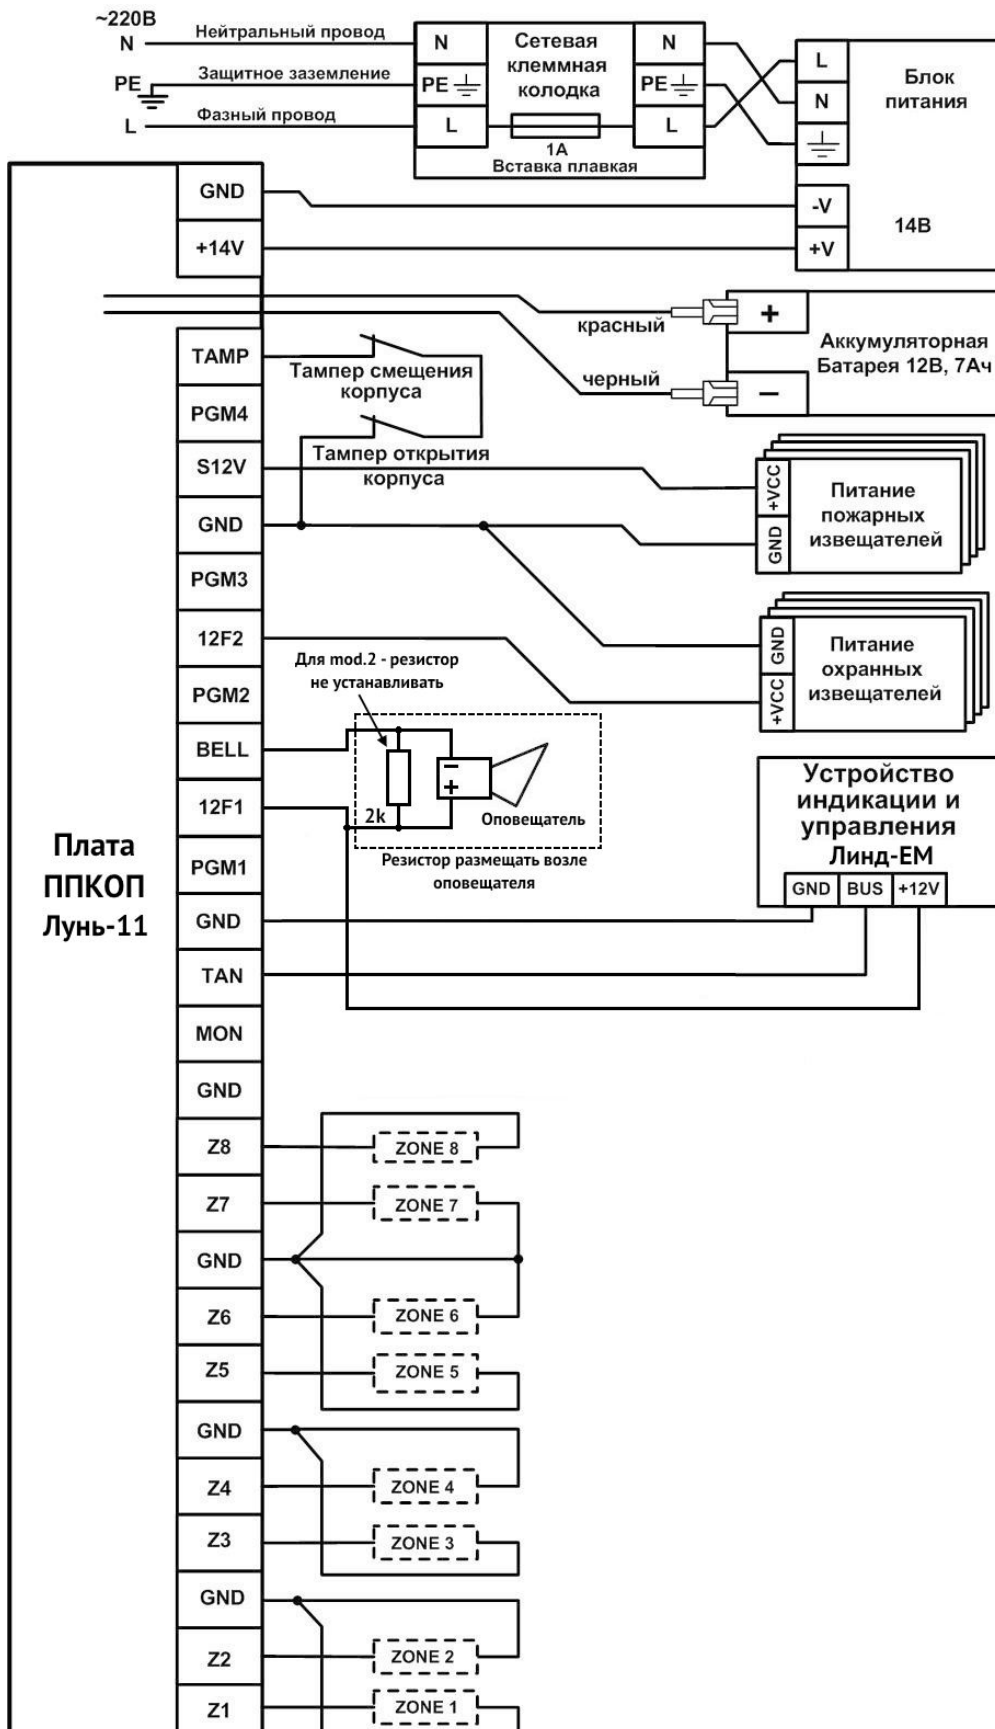 ~220В
N
Нейтральный провод
PE
Защитное заземление
L
Фазный провод
N
PE
L
Сетевая
клеммная
колодка
1А
Вставка плавкая
N
PE
L
L
N
Блок
питания
-V
+V
14В
GND
+14V
красный
черный
+
−
Аккумуляторная
Батарея 12В, 7Ач
TAMP
Тампер смещения
корпуса
PGM4
Тампер открытия
корпуса
S12V
GND
+VCC
GND
Питание
пожарных
извещателей
PGM3
12F2
GND
+VCC
Питание
охранных
извещателей
Для mod.2 - резистор
не устанавливать
PGM2
BELL
12F1
2k
−
+
Оповещатель
Резистор размещать возле
оповещателя
Устройство
индикации и
управления
Линд-ЕМ
GND BUS +12V
Плата
ППКОП
Лунь-11
PGM1
GND
TAN
MON
GND
Z8
ZONE 8
Z7
ZONE 7
GND
Z6
ZONE 6
Z5
ZONE 5
GND
Z4
ZONE 4
Z3
ZONE 3
GND
Z2
ZONE 2
Z1
ZONE 1